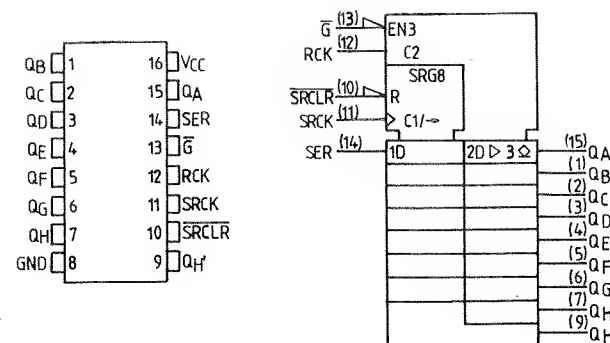 QB 1 16 VCC
QC 2 15 QA
QD 3 14 SER
QE 4 13 G̅
QF 5 12 RCK
QG 6 11 SRCK
QH 7 10 S̅R̅C̅L̅R̅
GND 8 9 QH'
G̅ (13) EN3
RCK (12) C2
SRG8
S̅R̅C̅L̅R̅ (10) R
SRCK (11) C1/→
SER (14) 1D 2D ▷ 3 (15) QA
(1) QB
(2) QC
(3) QD
(4) QE
(5) QF
(6) QG
(7) QH
(9) QH